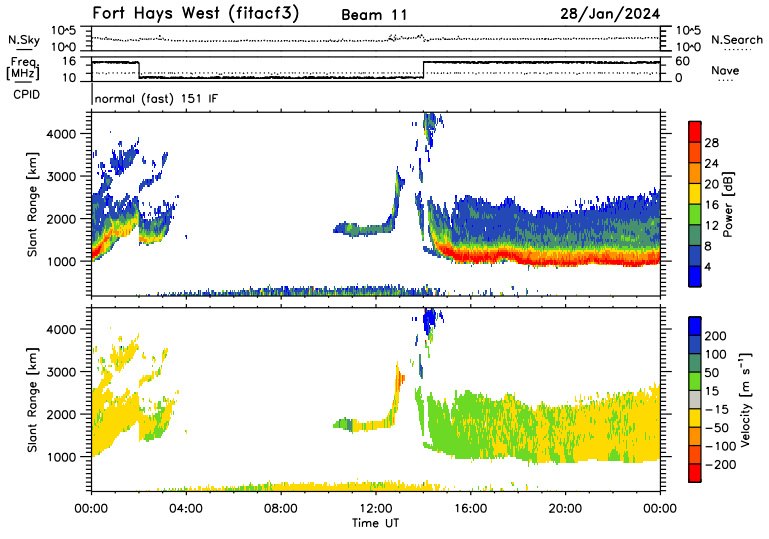 Fort Hays West (fitacf3) Beam 11 28/Jan/2024
N.Sky 10^5 10^0 10^5 10^0 N.Search
Freq. [MHz] 16 10 60 0 Nave
CPID normal (fast) 151 IF
Slant Range [km] 4000 3000 2000 1000
Power [dB] 28 24 20 16 12 8 4
Slant Range [km] 4000 3000 2000 1000
Velocity [m s⁻¹] 200 100 50 15 -15 -50 -100 -200
00:00 04:00 08:00 12:00 16:00 20:00 00:00
Time UT